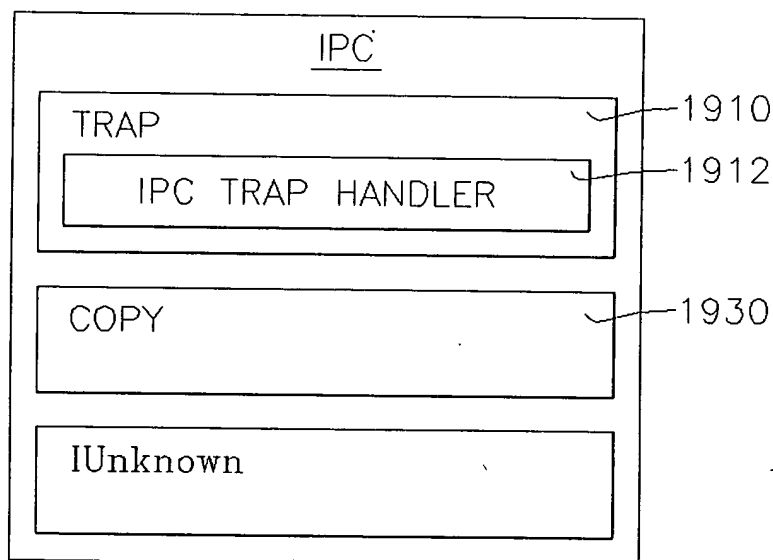 IPC
TRAP
1910
IPC TRAP HANDLER
1912
COPY
1930
IUnknown